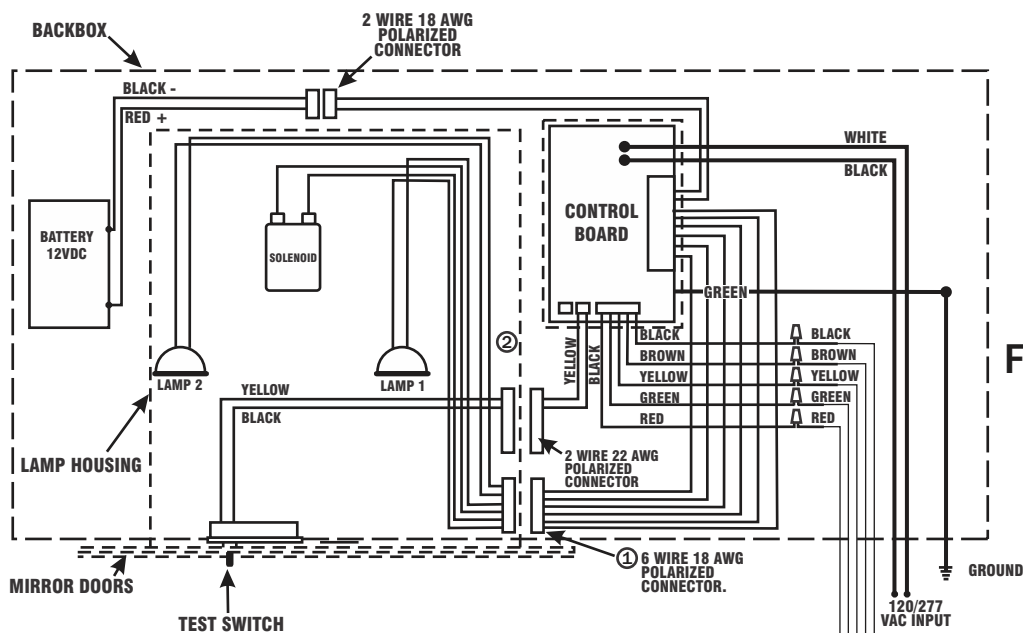 BACKBOX
2 WIRE 18 AWG
POLARIZED
CONNECTOR
BLACK -
RED +
BATTERY
12VDC
SOLENOID
CONTROL
BOARD
WHITE
BLACK
GREEN
F
LAMP 2
LAMP 1
②
YELLOW
BLACK
YELLOW
BLACK
BLACK
BROWN
YELLOW
GREEN
RED
BLACK
BROWN
YELLOW
GREEN
RED
LAMP HOUSING
2 WIRE 22 AWG
POLARIZED
CONNECTOR
① 6 WIRE 18 AWG
POLARIZED
CONNECTOR.
MIRROR DOORS
TEST SWITCH
GROUND
120/277
VAC INPUT